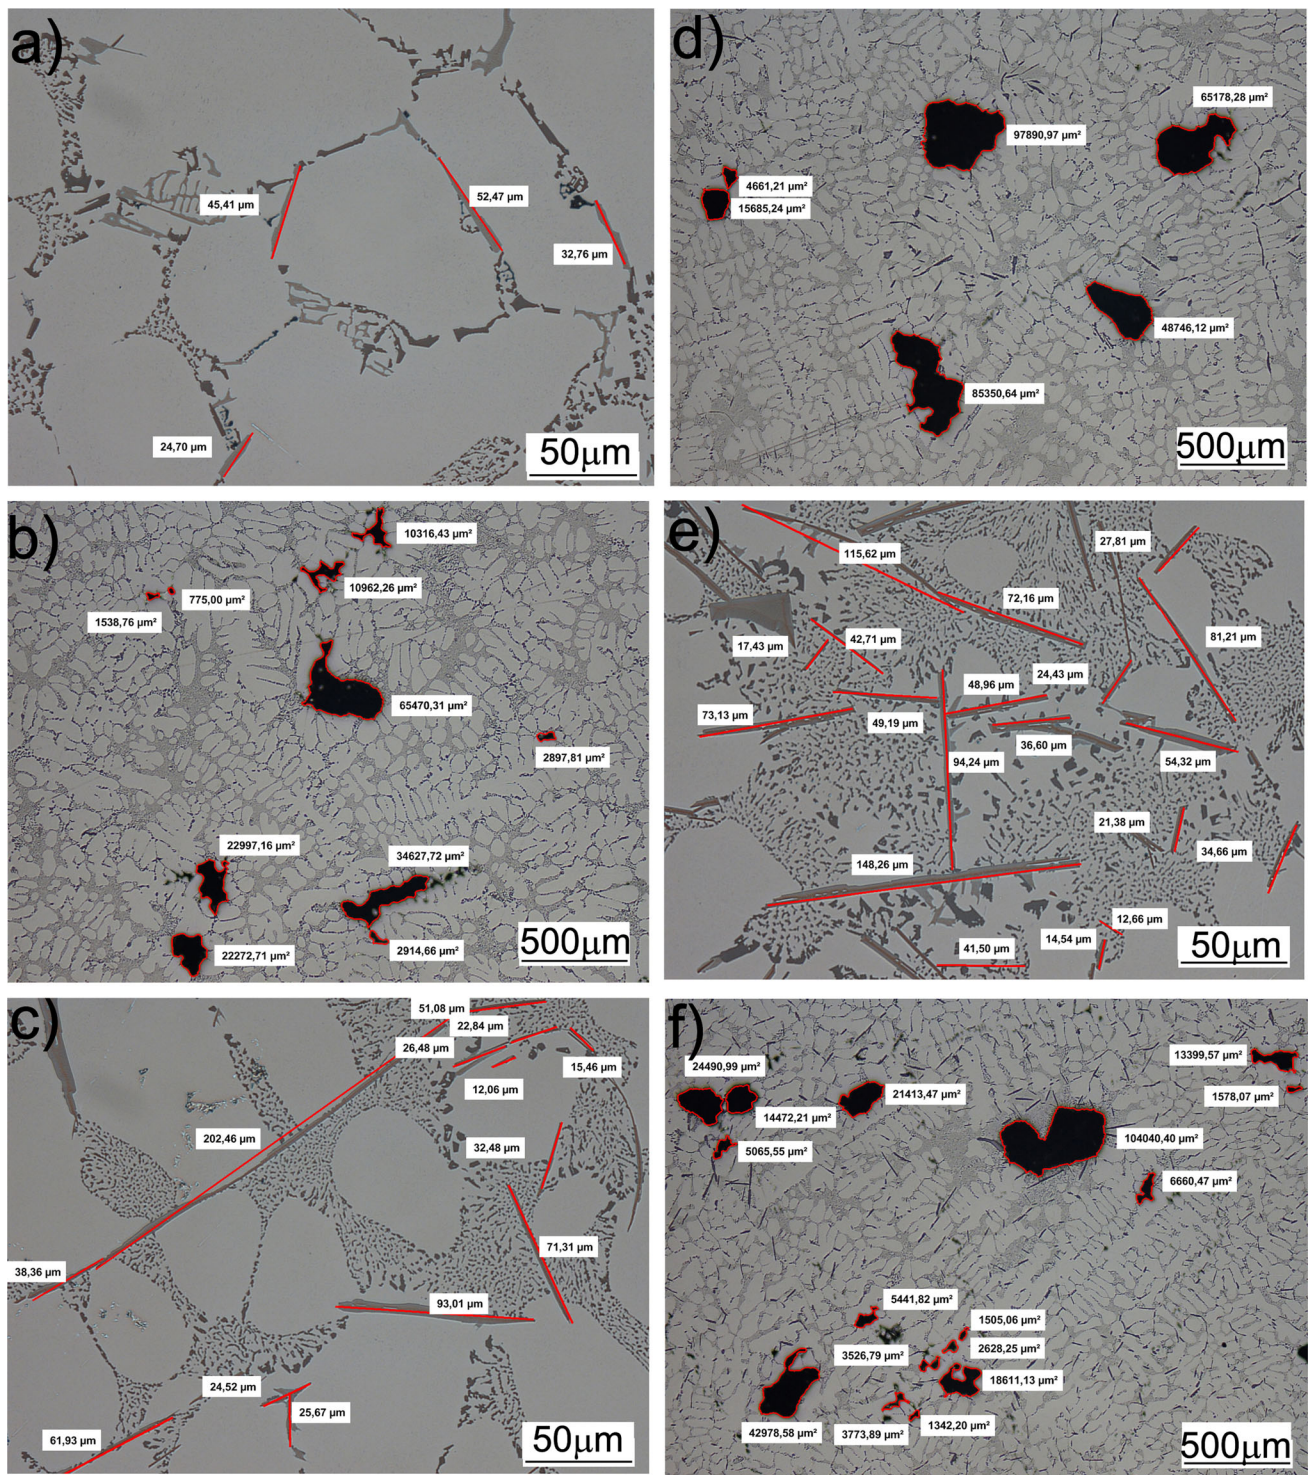 a)
45,41 µm
52,47 µm
32,76 µm
24,70 µm
50µm
d)
65178,28 µm²
97890,97 µm²
4661,21 µm²
15685,24 µm²
48746,12 µm²
85350,64 µm²
500µm
b)
10316,43 µm²
10962,26 µm²
775,00 µm²
1538,76 µm²
65470,31 µm²
2897,81 µm²
22997,16 µm²
34627,72 µm²
22272,71 µm²
2914,66 µm²
500µm
e)
27,81 µm
115,62 µm
72,16 µm
17,43 µm
42,71 µm
81,21 µm
24,43 µm
48,96 µm
73,13 µm
49,19 µm
36,60 µm
94,24 µm
54,32 µm
21,38 µm
148,26 µm
34,66 µm
12,66 µm
14,54 µm
41,50 µm
50µm
c)
51,08 µm
22,84 µm
26,48 µm
15,46 µm
12,06 µm
202,46 µm
32,48 µm
71,31 µm
38,36 µm
93,01 µm
24,52 µm
25,67 µm
61,93 µm
50µm
f)
13399,57 µm²
24490,99 µm²
21413,47 µm²
1578,07 µm²
14472,21 µm²
104040,40 µm²
5065,55 µm²
6660,47 µm²
5441,82 µm²
1505,06 µm²
3526,79 µm²
2628,25 µm²
18611,13 µm²
42978,58 µm²
3773,89 µm²
1342,20 µm²
500µm